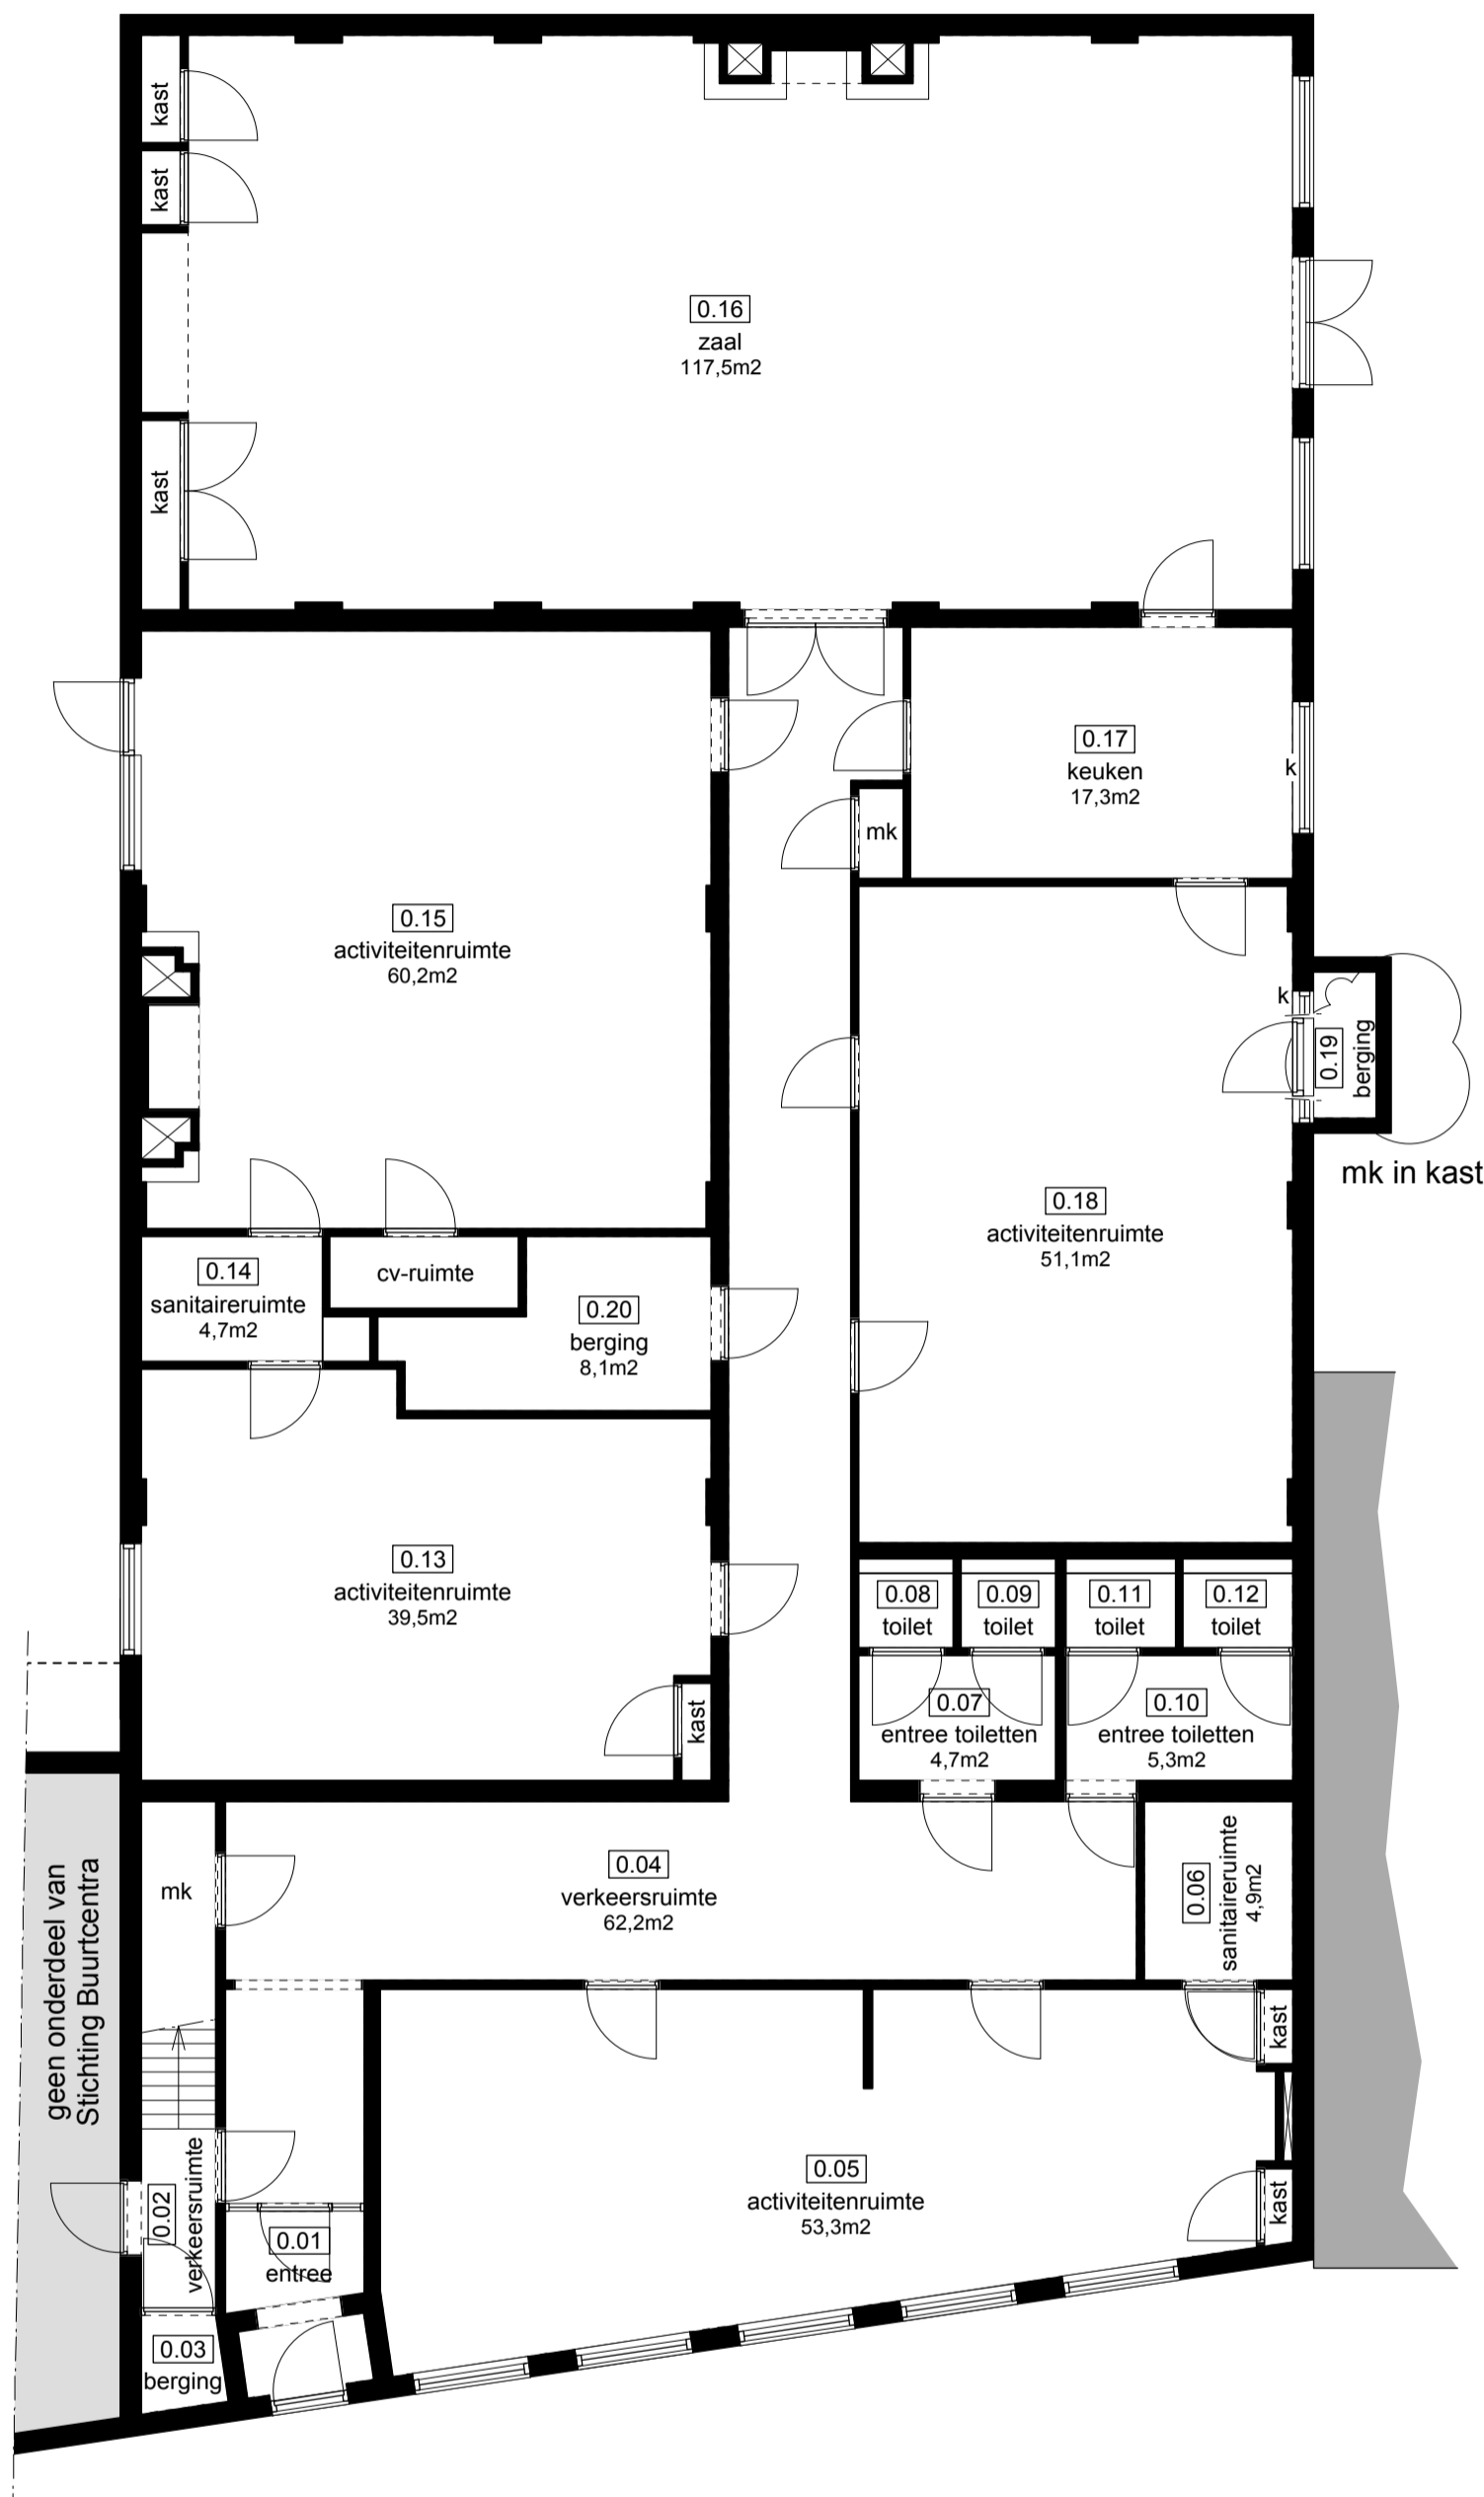 kast
kast
0.16
zaal
117,5m2
kast
0.17
keuken
17,3m2
k
mk
0.15
activiteitenruimte
60,2m2
k
0.19
berging
mk in kast
0.18
activiteitenruimte
51,1m2
0.14
sanitaireruimte
4,7m2
cv-ruimte
0.20
berging
8,1m2
0.13
activiteitenruimte
39,5m2
kast
0.08
toilet
0.09
toilet
0.11
toilet
0.12
toilet
0.07
entree toiletten
4,7m2
0.10
entree toiletten
5,3m2
geen onderdeel van
Stichting Buurtcentra
mk
0.04
verkeersruimte
62,2m2
0.06
sanitaireruimte
4,9m2
kast
0.02
verkeersruimte
0.01
entree
0.05
activiteitenruimte
53,3m2
kast
0.03
berging